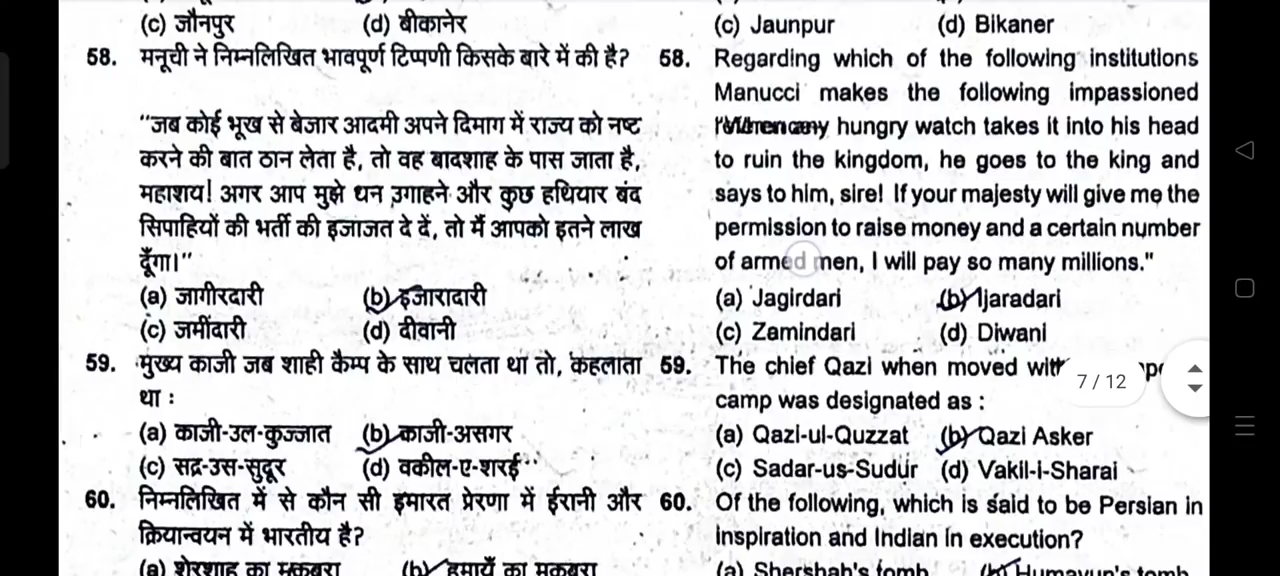 (c) जौनपुर (d) बीकानेर
58. मनूची ने निम्नलिखित भावपूर्ण टिप्पणी किसके बारे में की है?
"जब कोई भूख से बेजार आदमी अपने दिमाग में राज्य को नष्ट
करने की बात ठान लेता है, तो वह बादशाह के पास जाता है,
महाशय! अगर आप मुझे धन उगाहने और कुछ हथियार बंद
सिपाहियों की भर्ती की इजाजत दे दें, तो मैं आपको इतने लाख
दूँगा।"
(a) जागीरदारी (b) इजारादारी
(c) जमींदारी (d) दीवानी
59. मुख्य काजी जब शाही कैम्प के साथ चलता था तो, कहलाता
था :
(a) काजी-उल-कुज्जात (b) काजी-असगर
(c) सद्र-उस-सुदूर (d) वकील-ए-शरई
60. निम्नलिखित में से कौन सी इमारत प्रेरणा में ईरानी और
क्रियान्वयन में भारतीय है?
(a) शेरशाह का मकबरा (b) हुमायूँ का मकबरा
(c) Jaunpur (d) Bikaner
58. Regarding which of the following institutions
Manucci makes the following impassioned
hungry watch takes it into his head
to ruin the kingdom, he goes to the king and
says to him, sire! If your majesty will give me the
permission to raise money and a certain number
of armed men, I will pay so many millions."
(a) Jagirdari (b) Ijaradari
(c) Zamindari (d) Diwani
59. The chief Qazi when moved
camp was designated as :
(a) Qazi-ul-Quzzat (b) Qazi Asker
(c) Sadar-us-Sudur (d) Vakil-i-Sharai
60. Of the following, which is said to be Persian in
inspiration and Indian in execution?
(a) Shershah's tomb (b) Humayun's tomb
7 / 12